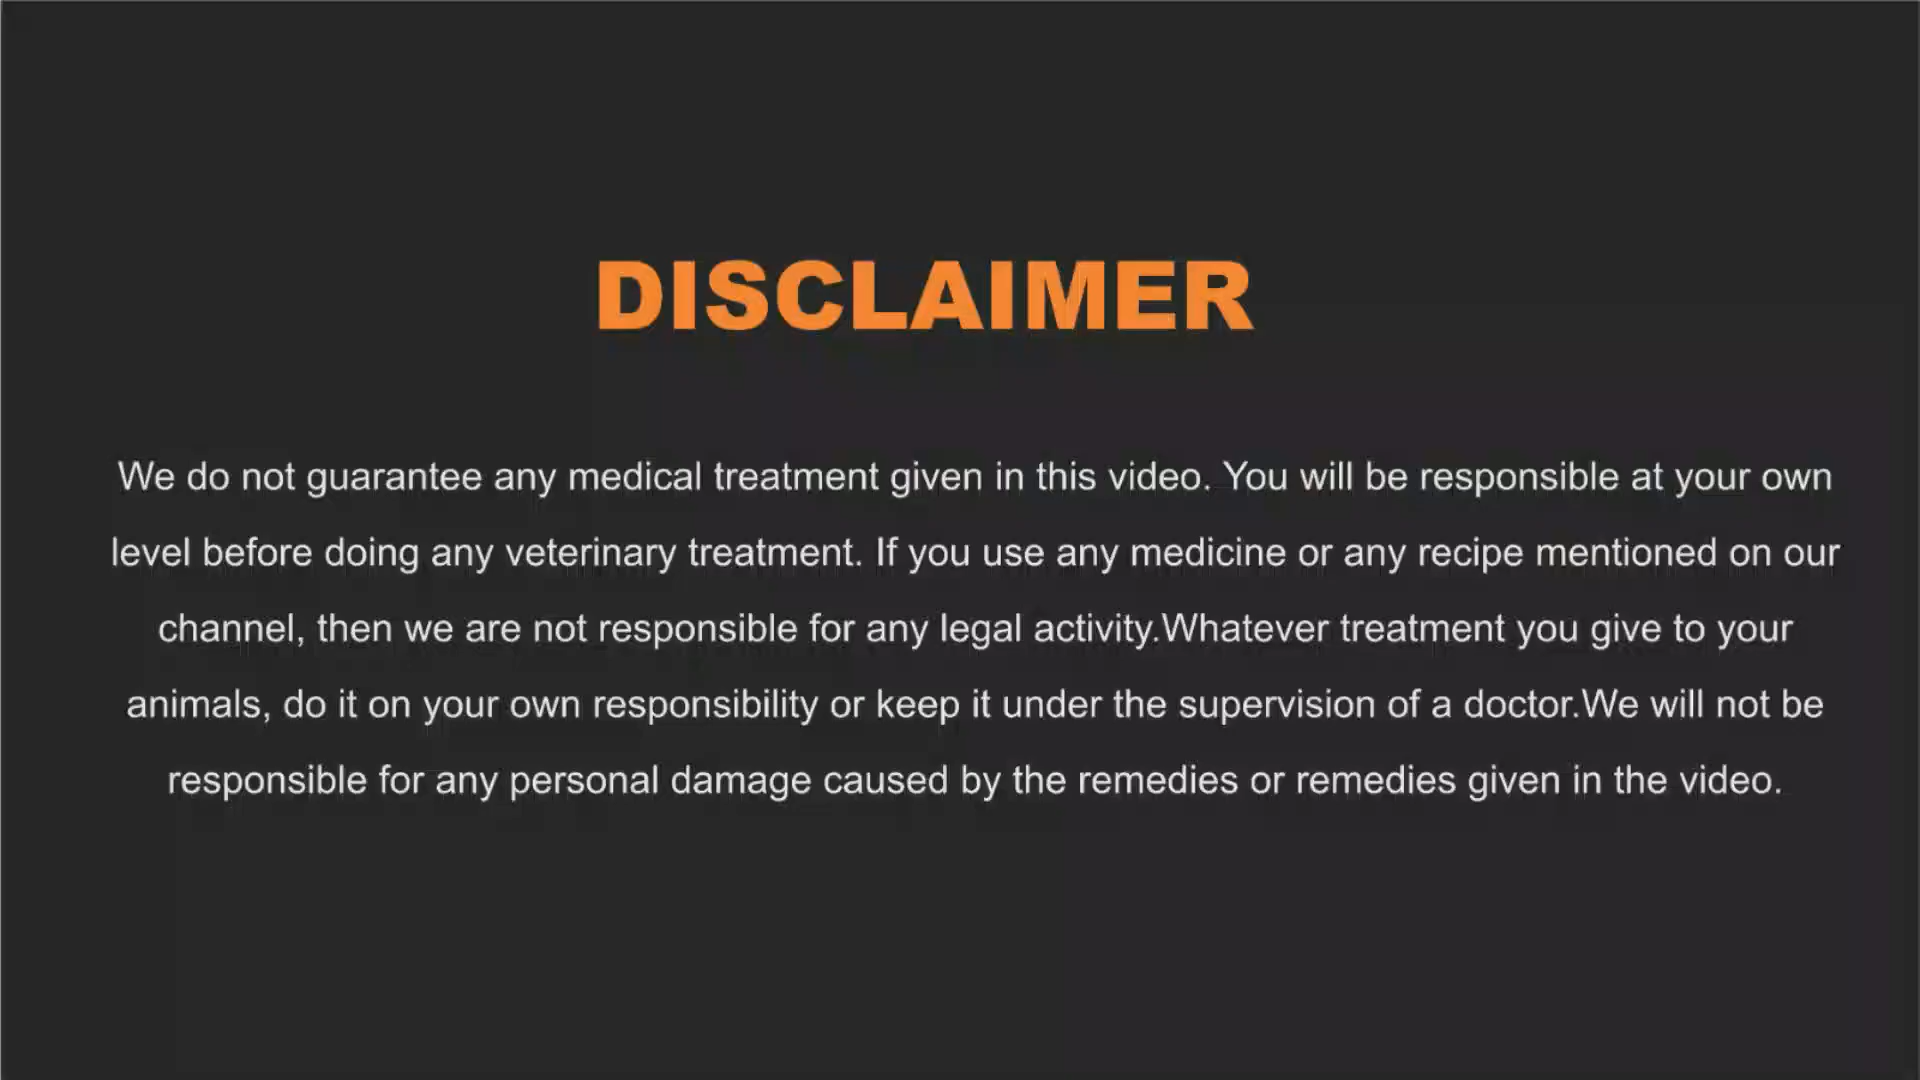 DISCLAIMER
We do not guarantee any medical treatment given in this video. You will be responsible at your own
level before doing any veterinary treatment. If you use any medicine or any recipe mentioned on our
channel, then we are not responsible for any legal activity.Whatever treatment you give to your
animals, do it on your own responsibility or keep it under the supervision of a doctor.We will not be
responsible for any personal damage caused by the remedies or remedies given in the video.